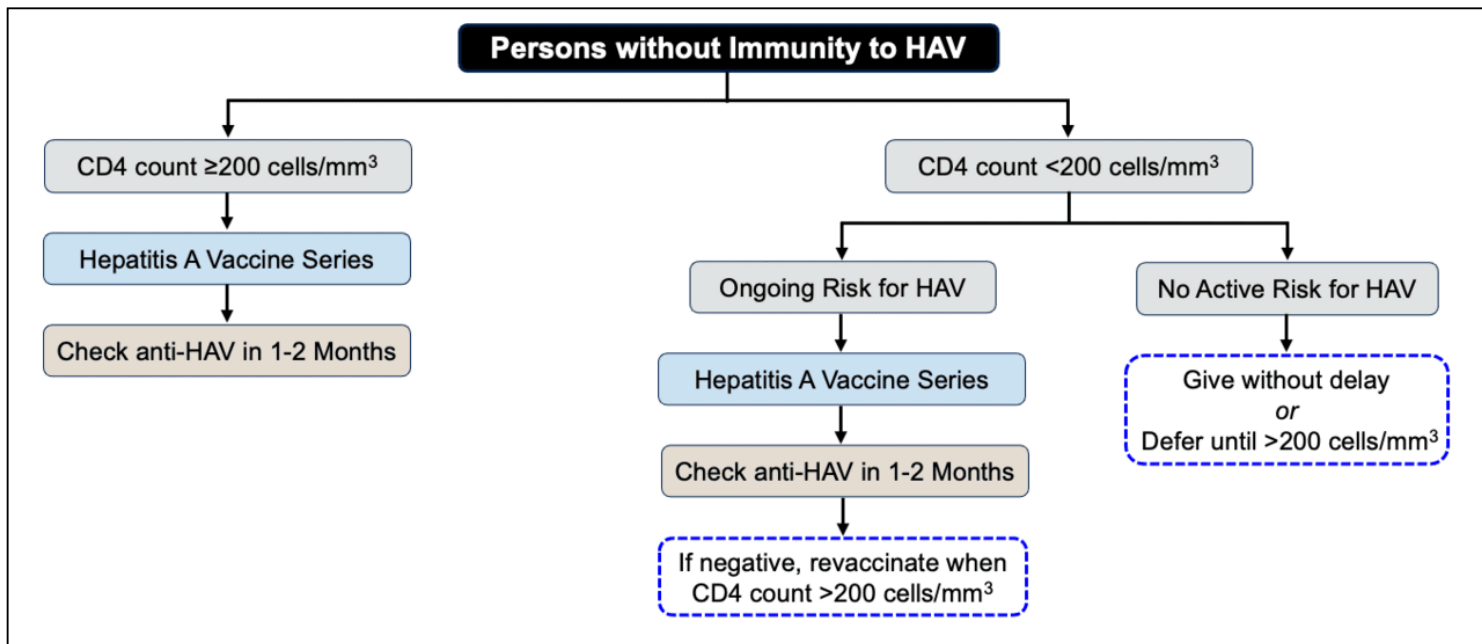 Persons without Immunity to HAV
CD4 count ≥200 cells/mm³
Hepatitis A Vaccine Series
Check anti-HAV in 1-2 Months
CD4 count <200 cells/mm³
Ongoing Risk for HAV
Hepatitis A Vaccine Series
Check anti-HAV in 1-2 Months
If negative, revaccinate when
CD4 count >200 cells/mm³
No Active Risk for HAV
Give without delay
or
Defer until >200 cells/mm³